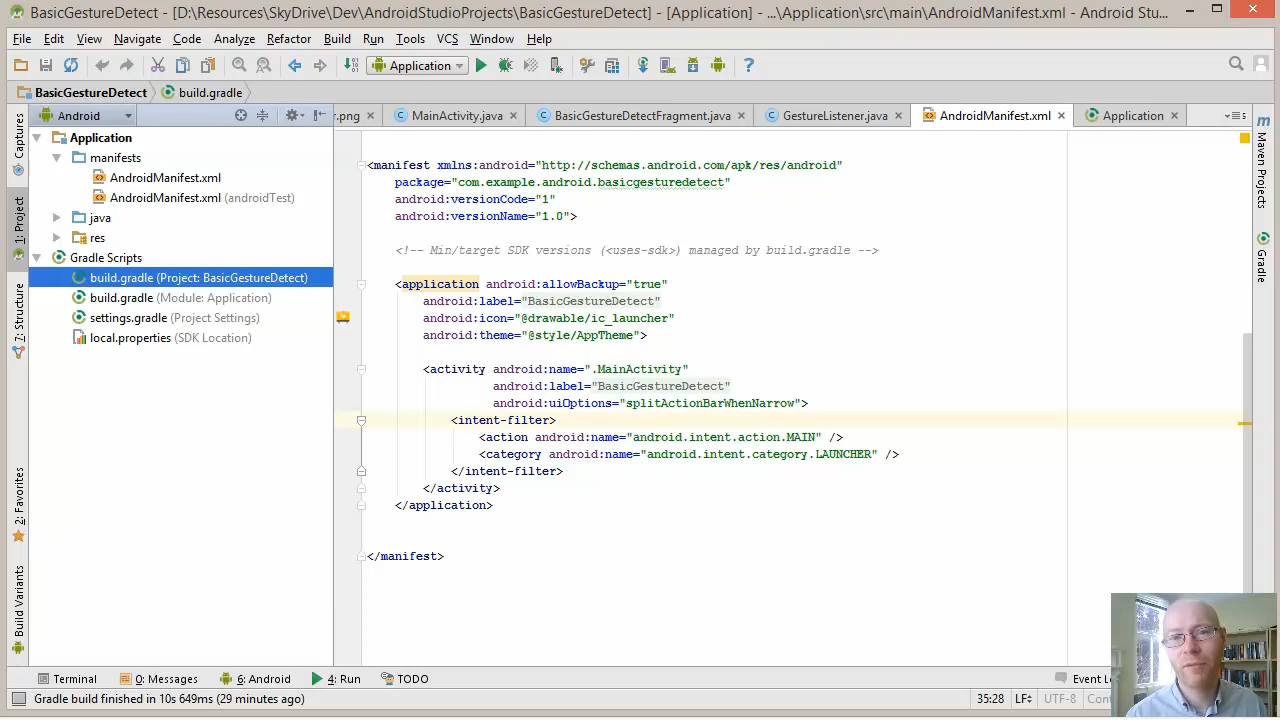 BasicGestureDetect - [D:\Resources\SkyDrive\Dev\AndroidStudioProjects\BasicGestureDetect] - [Application] - ...\Application\src\main\AndroidManifest.xml - Android Stu...
File Edit View Navigate Code Analyze Refactor Build Run Tools VCS Window Help
Application
BasicGestureDetect build.gradle
Android
r.png MainActivity.java BasicGestureDetectFragment.java GestureListener.java AndroidManifest.xml Application
Captures
1: Project
7: Structure
2: Favorites
Build Variants
Application
manifests
AndroidManifest.xml
AndroidManifest.xml (androidTest)
java
res
Gradle Scripts
build.gradle (Project: BasicGestureDetect)
build.gradle (Module: Application)
settings.gradle (Project Settings)
local.properties (SDK Location)
<manifest xmlns:android="http://schemas.android.com/apk/res/android"
package="com.example.android.basicgesturedetect"
android:versionCode="1"
android:versionName="1.0">
<!-- Min/target SDK versions (<uses-sdk>) managed by build.gradle -->
<application android:allowBackup="true"
android:label="BasicGestureDetect"
android:icon="@drawable/ic_launcher"
android:theme="@style/AppTheme">
<activity android:name=".MainActivity"
android:label="BasicGestureDetect"
android:uiOptions="splitActionBarWhenNarrow">
<intent-filter>
<action android:name="android.intent.action.MAIN" />
<category android:name="android.intent.category.LAUNCHER" />
</intent-filter>
</activity>
</application>
</manifest>
m Maven Projects
Gradle
Terminal 0: Messages 6: Android 4: Run TODO Event Lo
Gradle build finished in 10s 649ms (29 minutes ago) 35:28 LF UTF-8 Cont